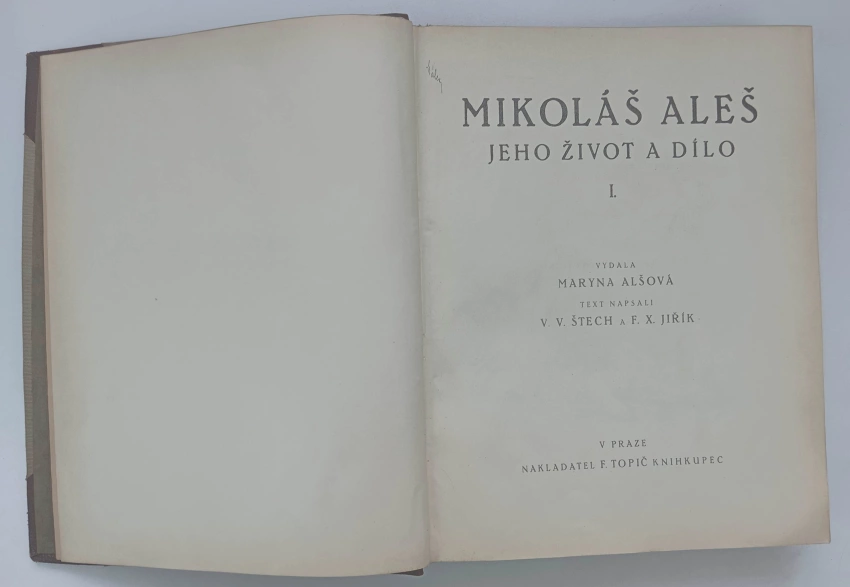 MIKOLÁŠ ALEŠ
JEHO ŽIVOT A DÍLO
I.
VYDALA
MARYNA ALŠOVÁ
TEXT NAPSALI
V. V. ŠTECH A F. X. JIŘÍK
V PRAZE
NAKLADATEL F. TOPIČ KNIHKUPEC